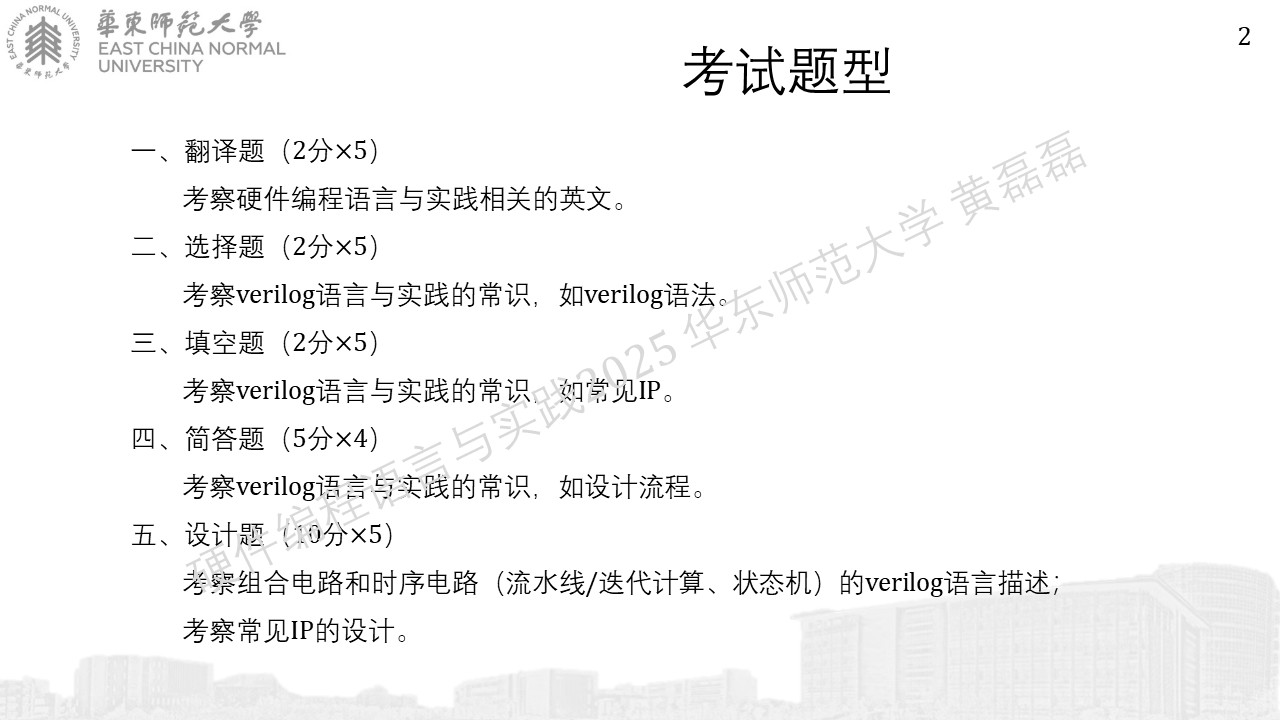 EAST CHINA NORMAL UNIVERSITY
華東師范大學
華東師范大學
EAST CHINA NORMAL
UNIVERSITY
2
考试题型
一、翻译题（2分×5）
考察硬件编程语言与实践相关的英文。
二、选择题（2分×5）
考察verilog语言与实践的常识，如verilog语法。
三、填空题（2分×5）
考察verilog语言与实践的常识，如常见IP。
四、简答题（5分×4）
考察verilog语言与实践的常识，如设计流程。
五、设计题（10分×5）
考察组合电路和时序电路（流水线/迭代计算、状态机）的verilog语言描述；
考察常见IP的设计。
硬件编程语言与实践2025 华东师范大学 黄磊磊